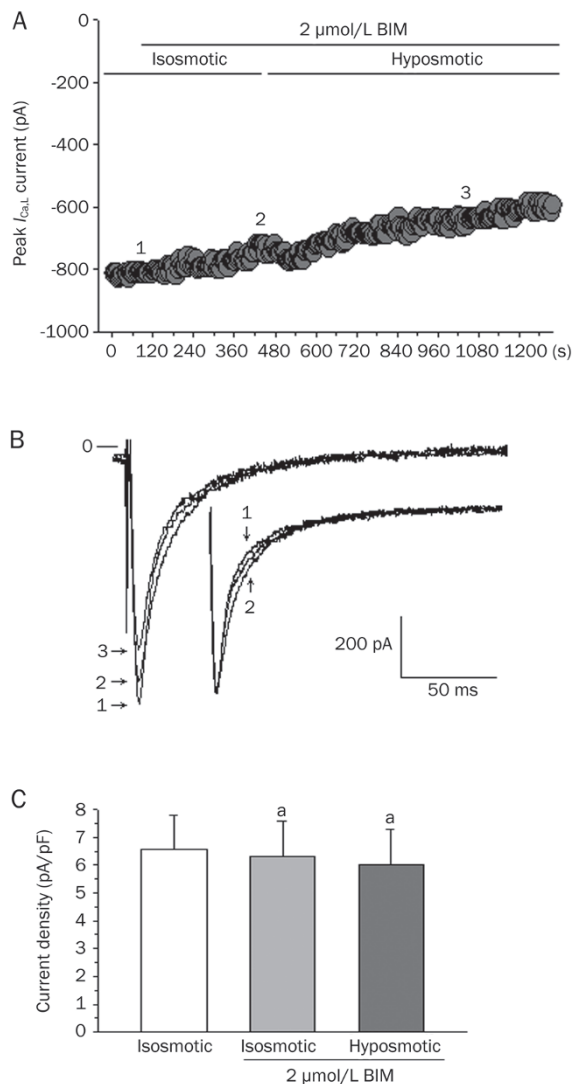 A
2 µmol/L BIM
Isosmotic Hyposmotic
Peak I Ca,L current (pA)
0
-200
-400
-600
-800
-1000
1
2
3
0 120 240 360 480 600 720 840 960 1080 1200 (s)
B
0
1
2
3
2
1
200 pA
50 ms
C
Current density (pA/pF)
8
7
6
5
4
3
2
1
0
a
a
Isosmotic Isosmotic Hyposmotic
2 µmol/L BIM